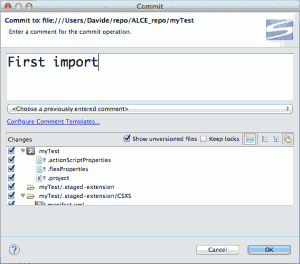 Commit
Commit to: file:///Users/Davide/repo/ALCE_repo/myTest
Enter a comment for the commit operation.
First import
<Choose a previously entered comment>
Configure Comment Templates...
Changes
Show unversioned files
Keep locks
myTest
.actionScriptProperties
.flexProperties
.project
myTest/.staged-extension
myTest/.staged-extension/CSXS
manifest.xml
?
Cancel
OK